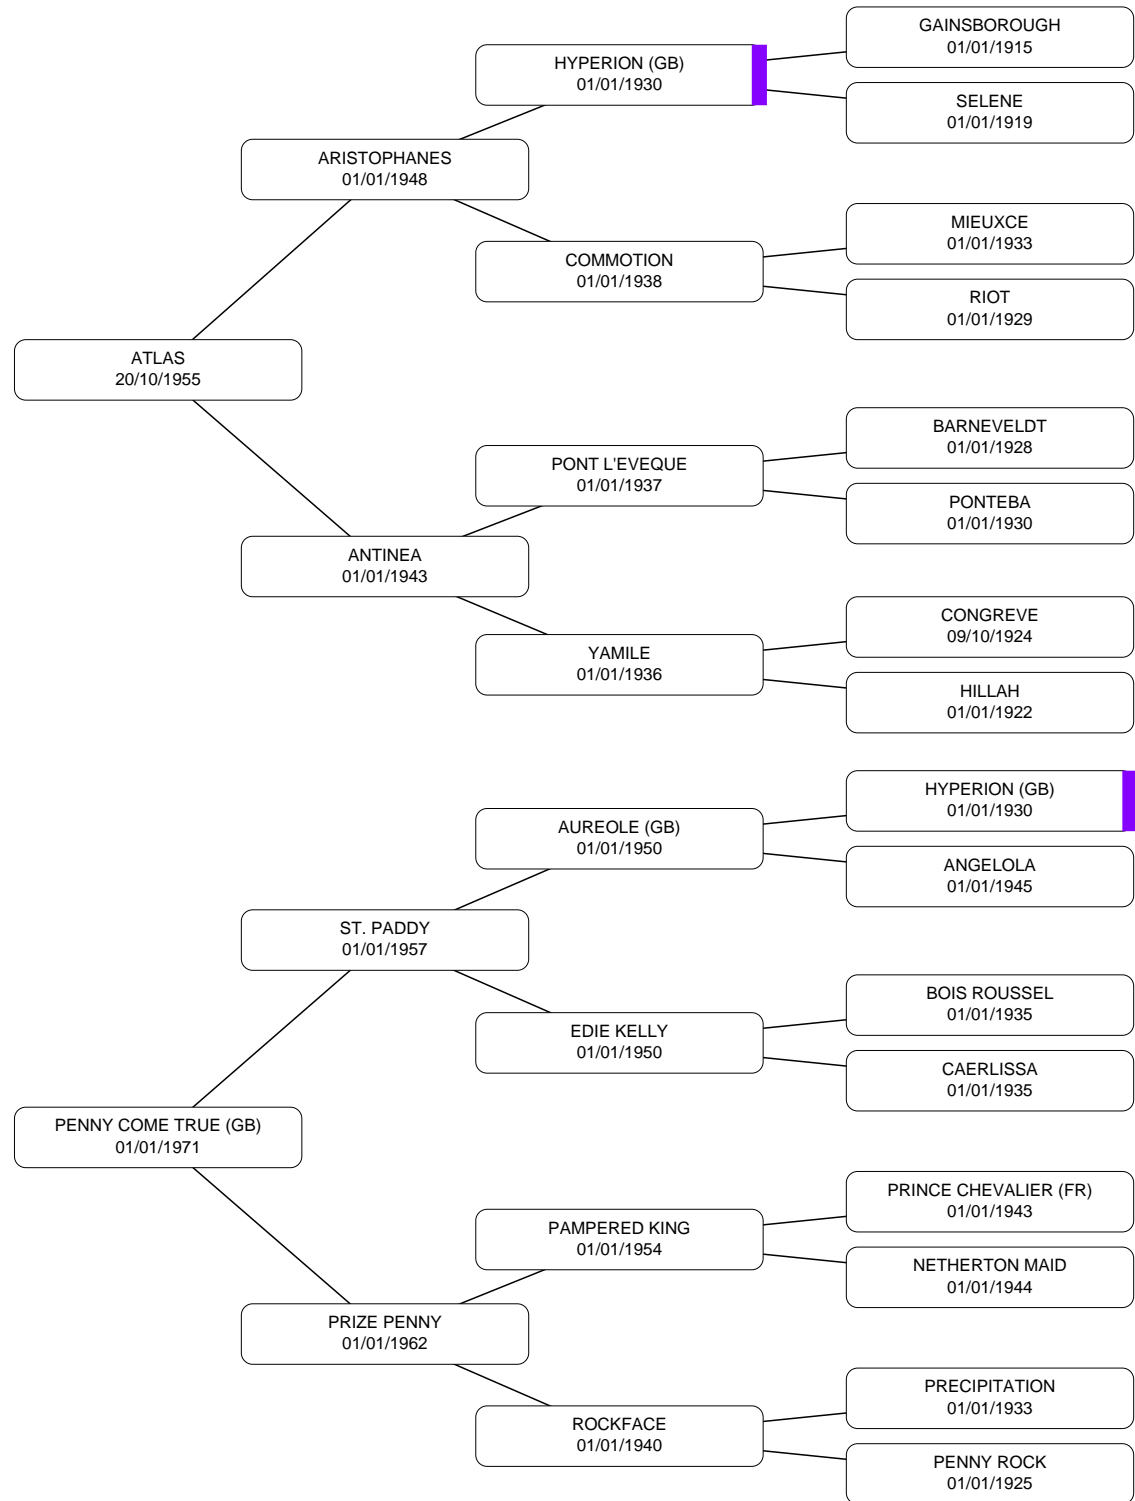 GAINSBOROUGH
01/01/1915
HYPERION (GB)
01/01/1930
SELENE
01/01/1919
ARISTOPHANES
01/01/1948
MIEUXCE
01/01/1933
COMMOTION
01/01/1938
RIOT
01/01/1929
ATLAS
20/10/1955
BARNEVELDT
01/01/1928
PONT L'EVEQUE
01/01/1937
PONTEBA
01/01/1930
ANTINEA
01/01/1943
CONGREVE
09/10/1924
YAMILE
01/01/1936
HILLAH
01/01/1922
HYPERION (GB)
01/01/1930
AUREOLE (GB)
01/01/1950
ANGELOLA
01/01/1945
ST. PADDY
01/01/1957
BOIS ROUSSEL
01/01/1935
EDIE KELLY
01/01/1950
CAERLISSA
01/01/1935
PENNY COME TRUE (GB)
01/01/1971
PRINCE CHEVALIER (FR)
01/01/1943
PAMPERED KING
01/01/1954
NETHERTON MAID
01/01/1944
PRIZE PENNY
01/01/1962
PRECIPITATION
01/01/1933
ROCKFACE
01/01/1940
PENNY ROCK
01/01/1925